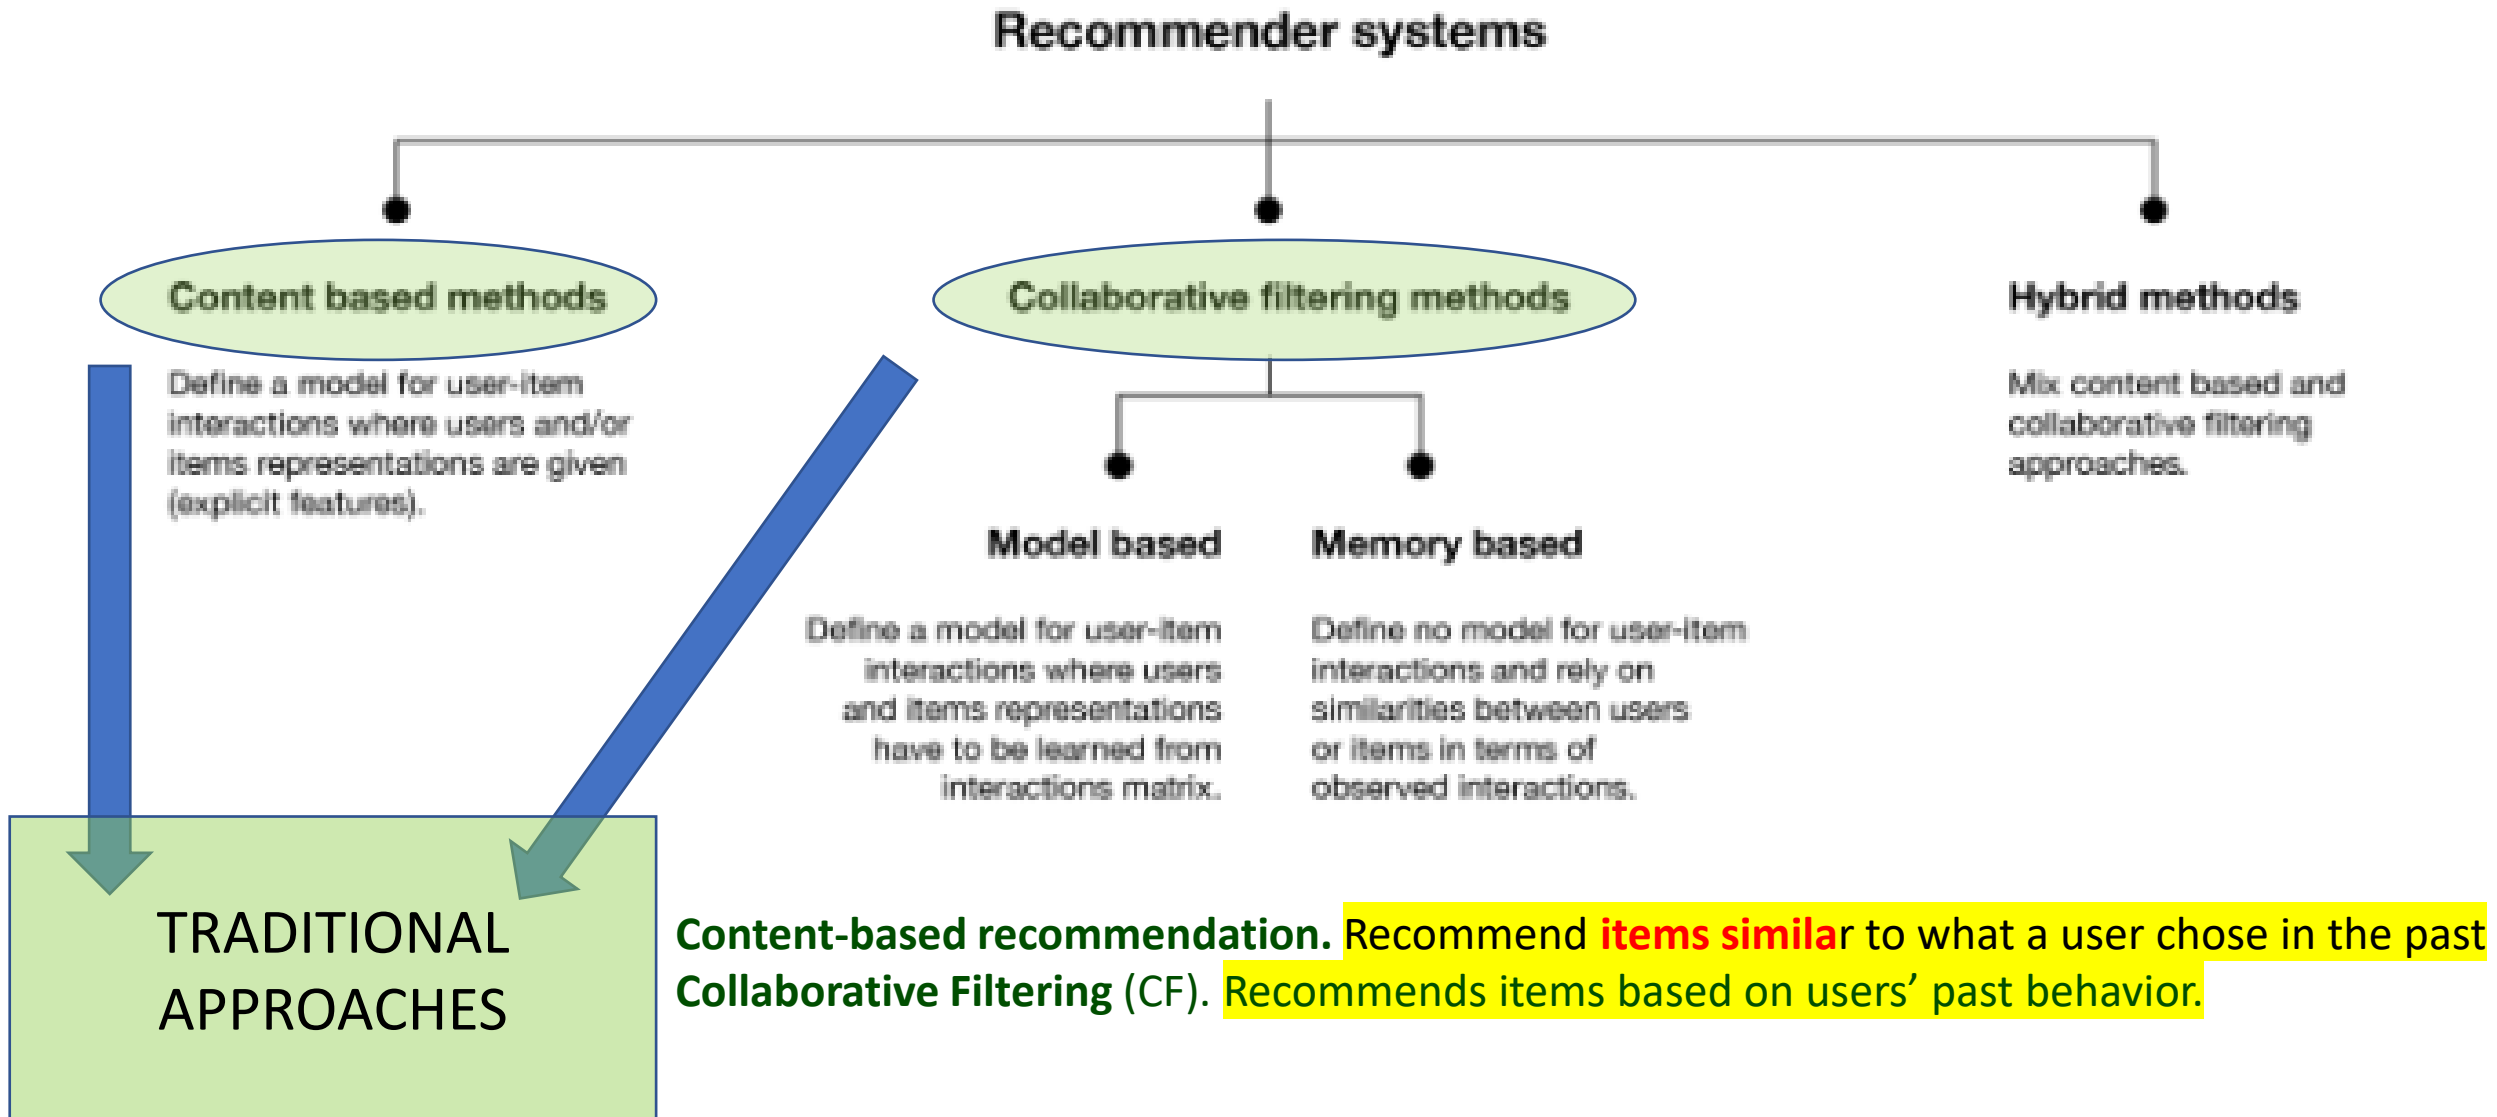 Recommender systems
Content based methods
Define a model for user-item
interactions where users and/or
items representations are given
(explicit features).
Collaborative filtering methods
Model based
Define a model for user-item
interactions where users
and items representations
have to be learned from
interactions matrix.
Memory based
Define no model for user-item
interactions and rely on
similarities between users
or items in terms of
observed interactions.
Hybrid methods
Mix content based and
collaborative filtering
approaches.
TRADITIONAL
APPROACHES
Content-based recommendation. Recommend items similar to what a user chose in the past
Collaborative Filtering (CF). Recommends items based on users’ past behavior.